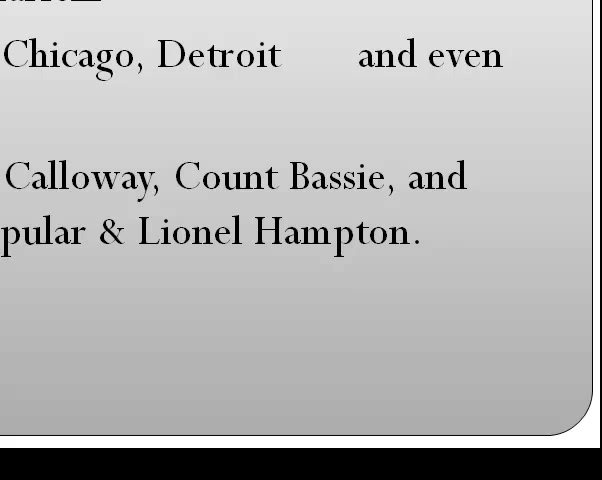 Chicago, Detroit and even
Calloway, Count Bassie, and
pular & Lionel Hampton.